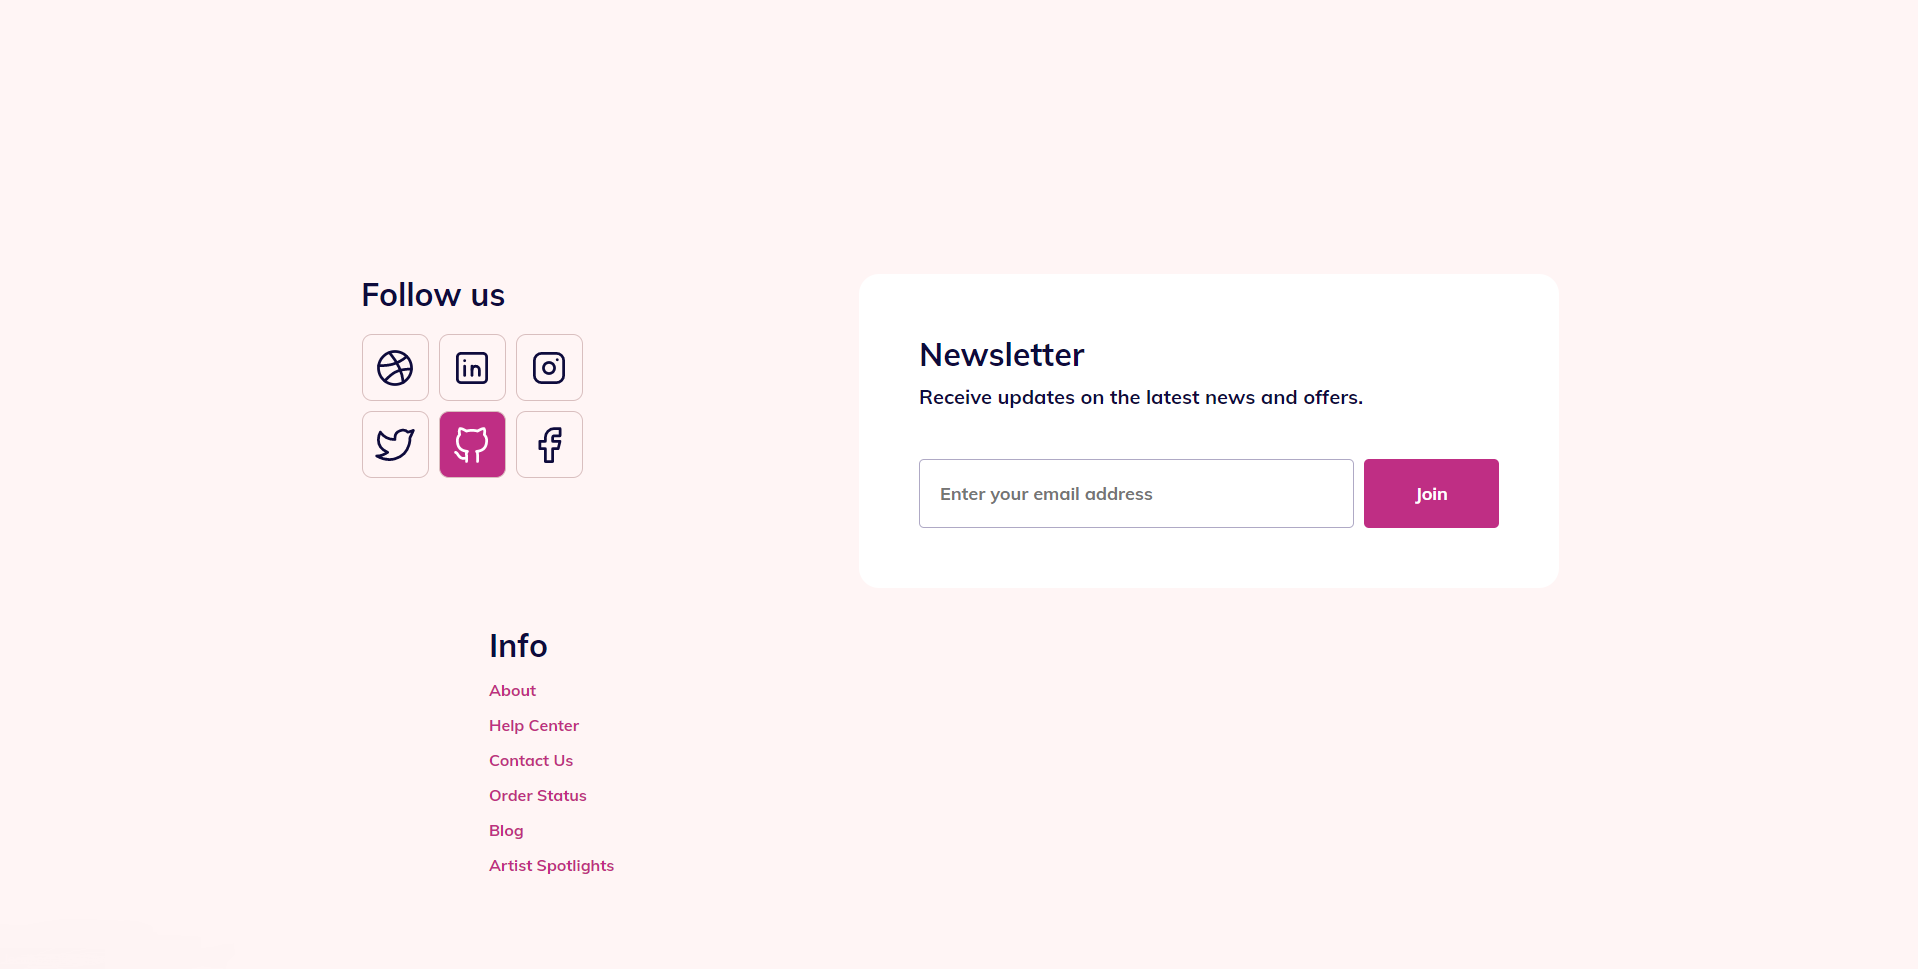 Follow us
Newsletter
Receive updates on the latest news and offers.
Enter your email address
Join
Info
About
Help Center
Contact Us
Order Status
Blog
Artist Spotlights